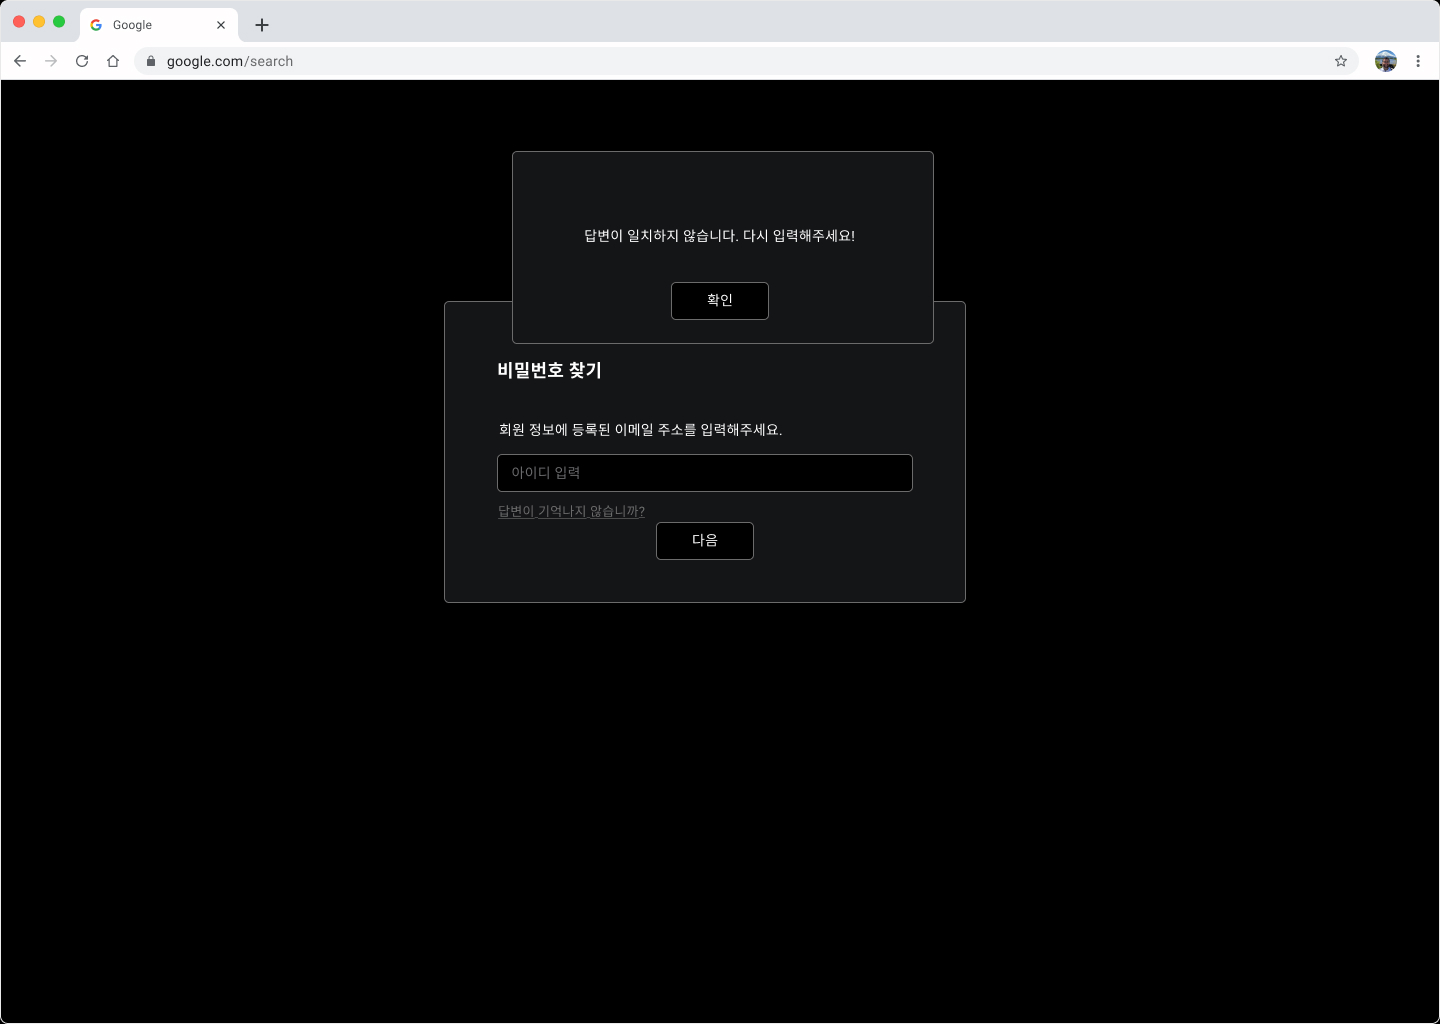 Google
google.com/search
답변이 일치하지 않습니다. 다시 입력해주세요!
확인
비밀번호 찾기
회원 정보에 등록된 이메일 주소를 입력해주세요.
아이디 입력
답변이 기억나지 않습니까?
다음